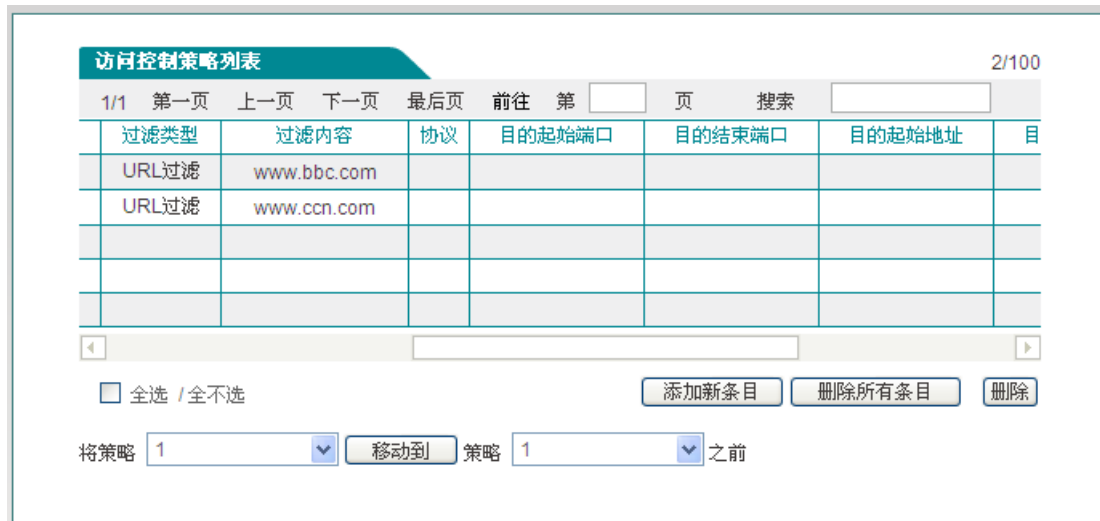 访问控制策略列表 2/100
1/1 第一页 上一页 下一页 最后页 前往 第 页 搜索
过滤类型 过滤内容 协议 目的起始端口 目的结束端口 目的起始地址 目
URL过滤 www.bbc.com
URL过滤 www.ccn.com
全选 / 全不选 添加新条目 删除所有条目 删除
将策略 1 移动到 策略 1 之前